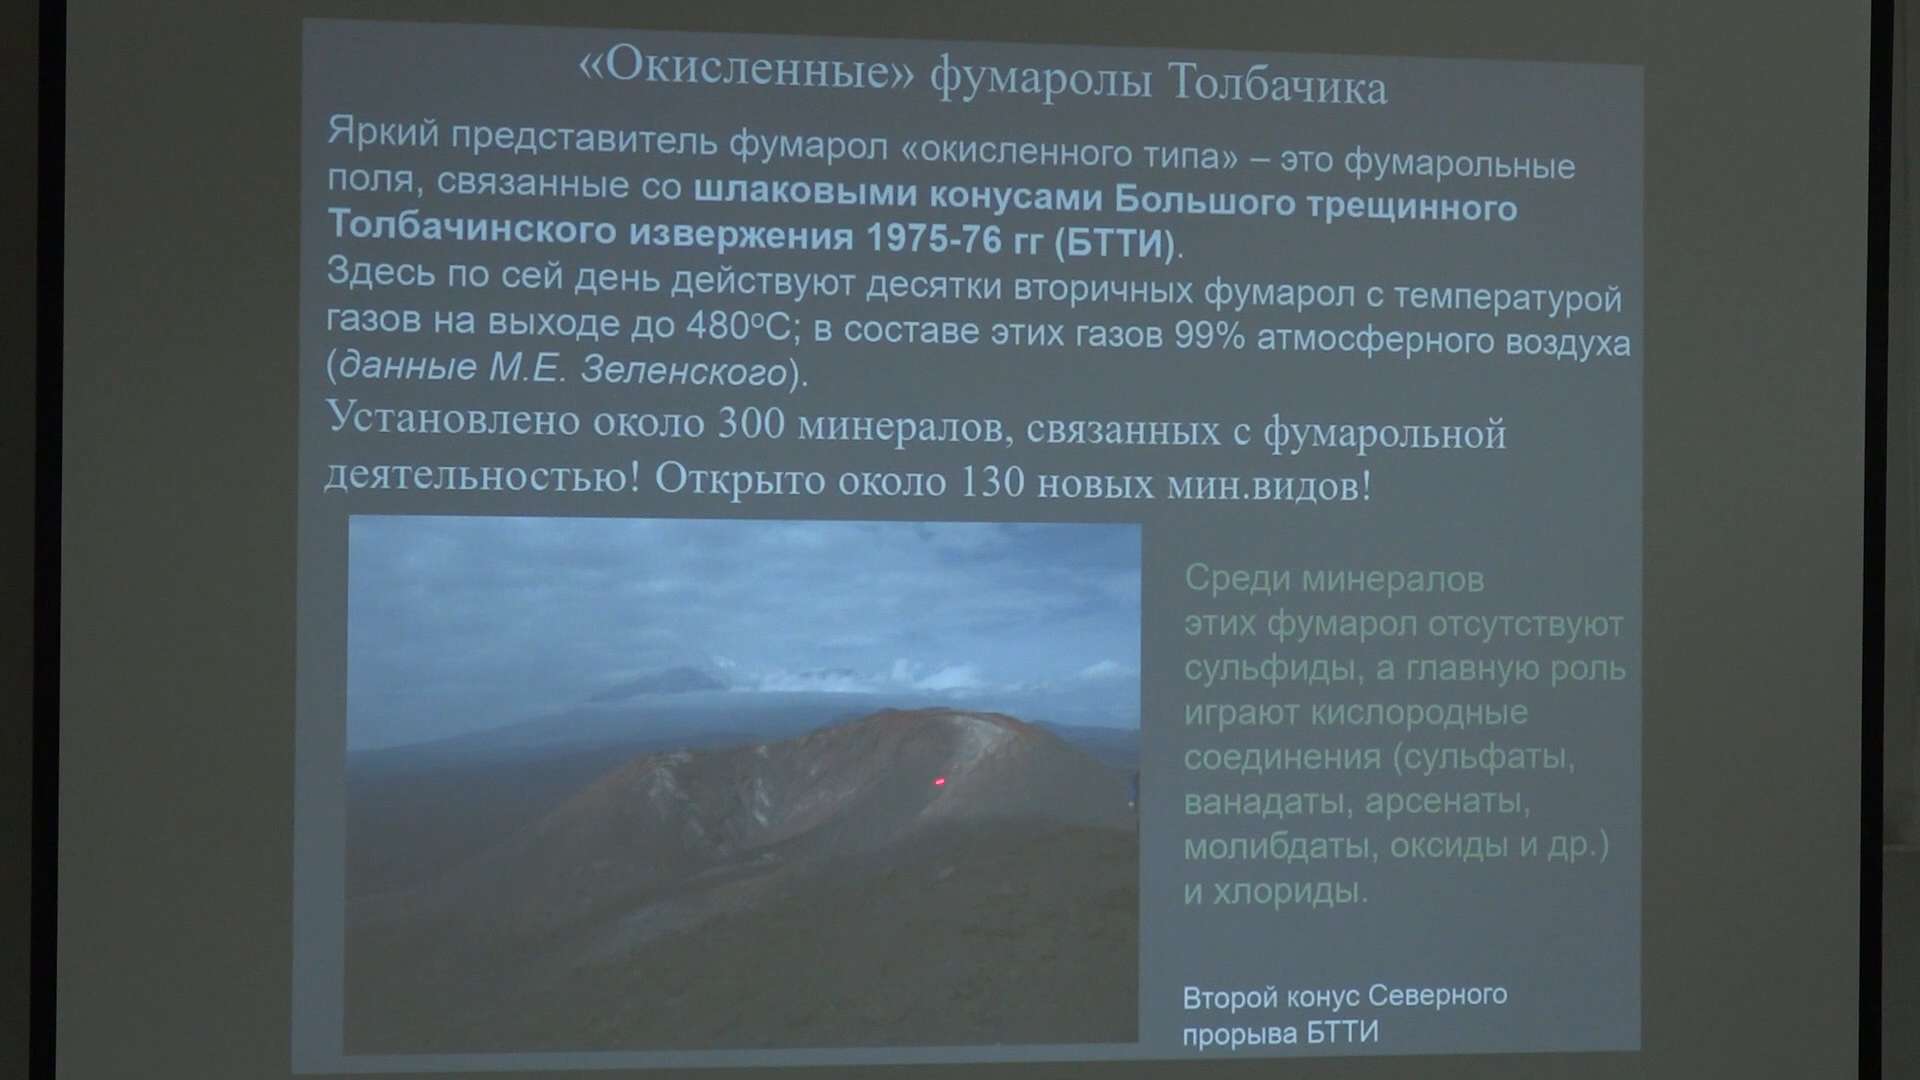 «Окисленные» фумаролы Толбачика
Яркий представитель фумарол «окисленного типа» – это фумарольные
поля, связанные со шлаковыми конусами Большого трещинного
Толбачинского извержения 1975-76 гг (БТТИ).
Здесь по сей день действуют десятки вторичных фумарол с температурой
газов на выходе до 480ºС; в составе этих газов 99% атмосферного воздуха
(данные М.Е. Зеленского).
Установлено около 300 минералов, связанных с фумарольной
деятельностью! Открыто около 130 новых мин.видов!
Среди минералов
этих фумарол отсутствуют
сульфиды, а главную роль
играют кислородные
соединения (сульфаты,
ванадаты, арсенаты,
молибдаты, оксиды и др.)
и хлориды.
Второй конус Северного
прорыва БТТИ